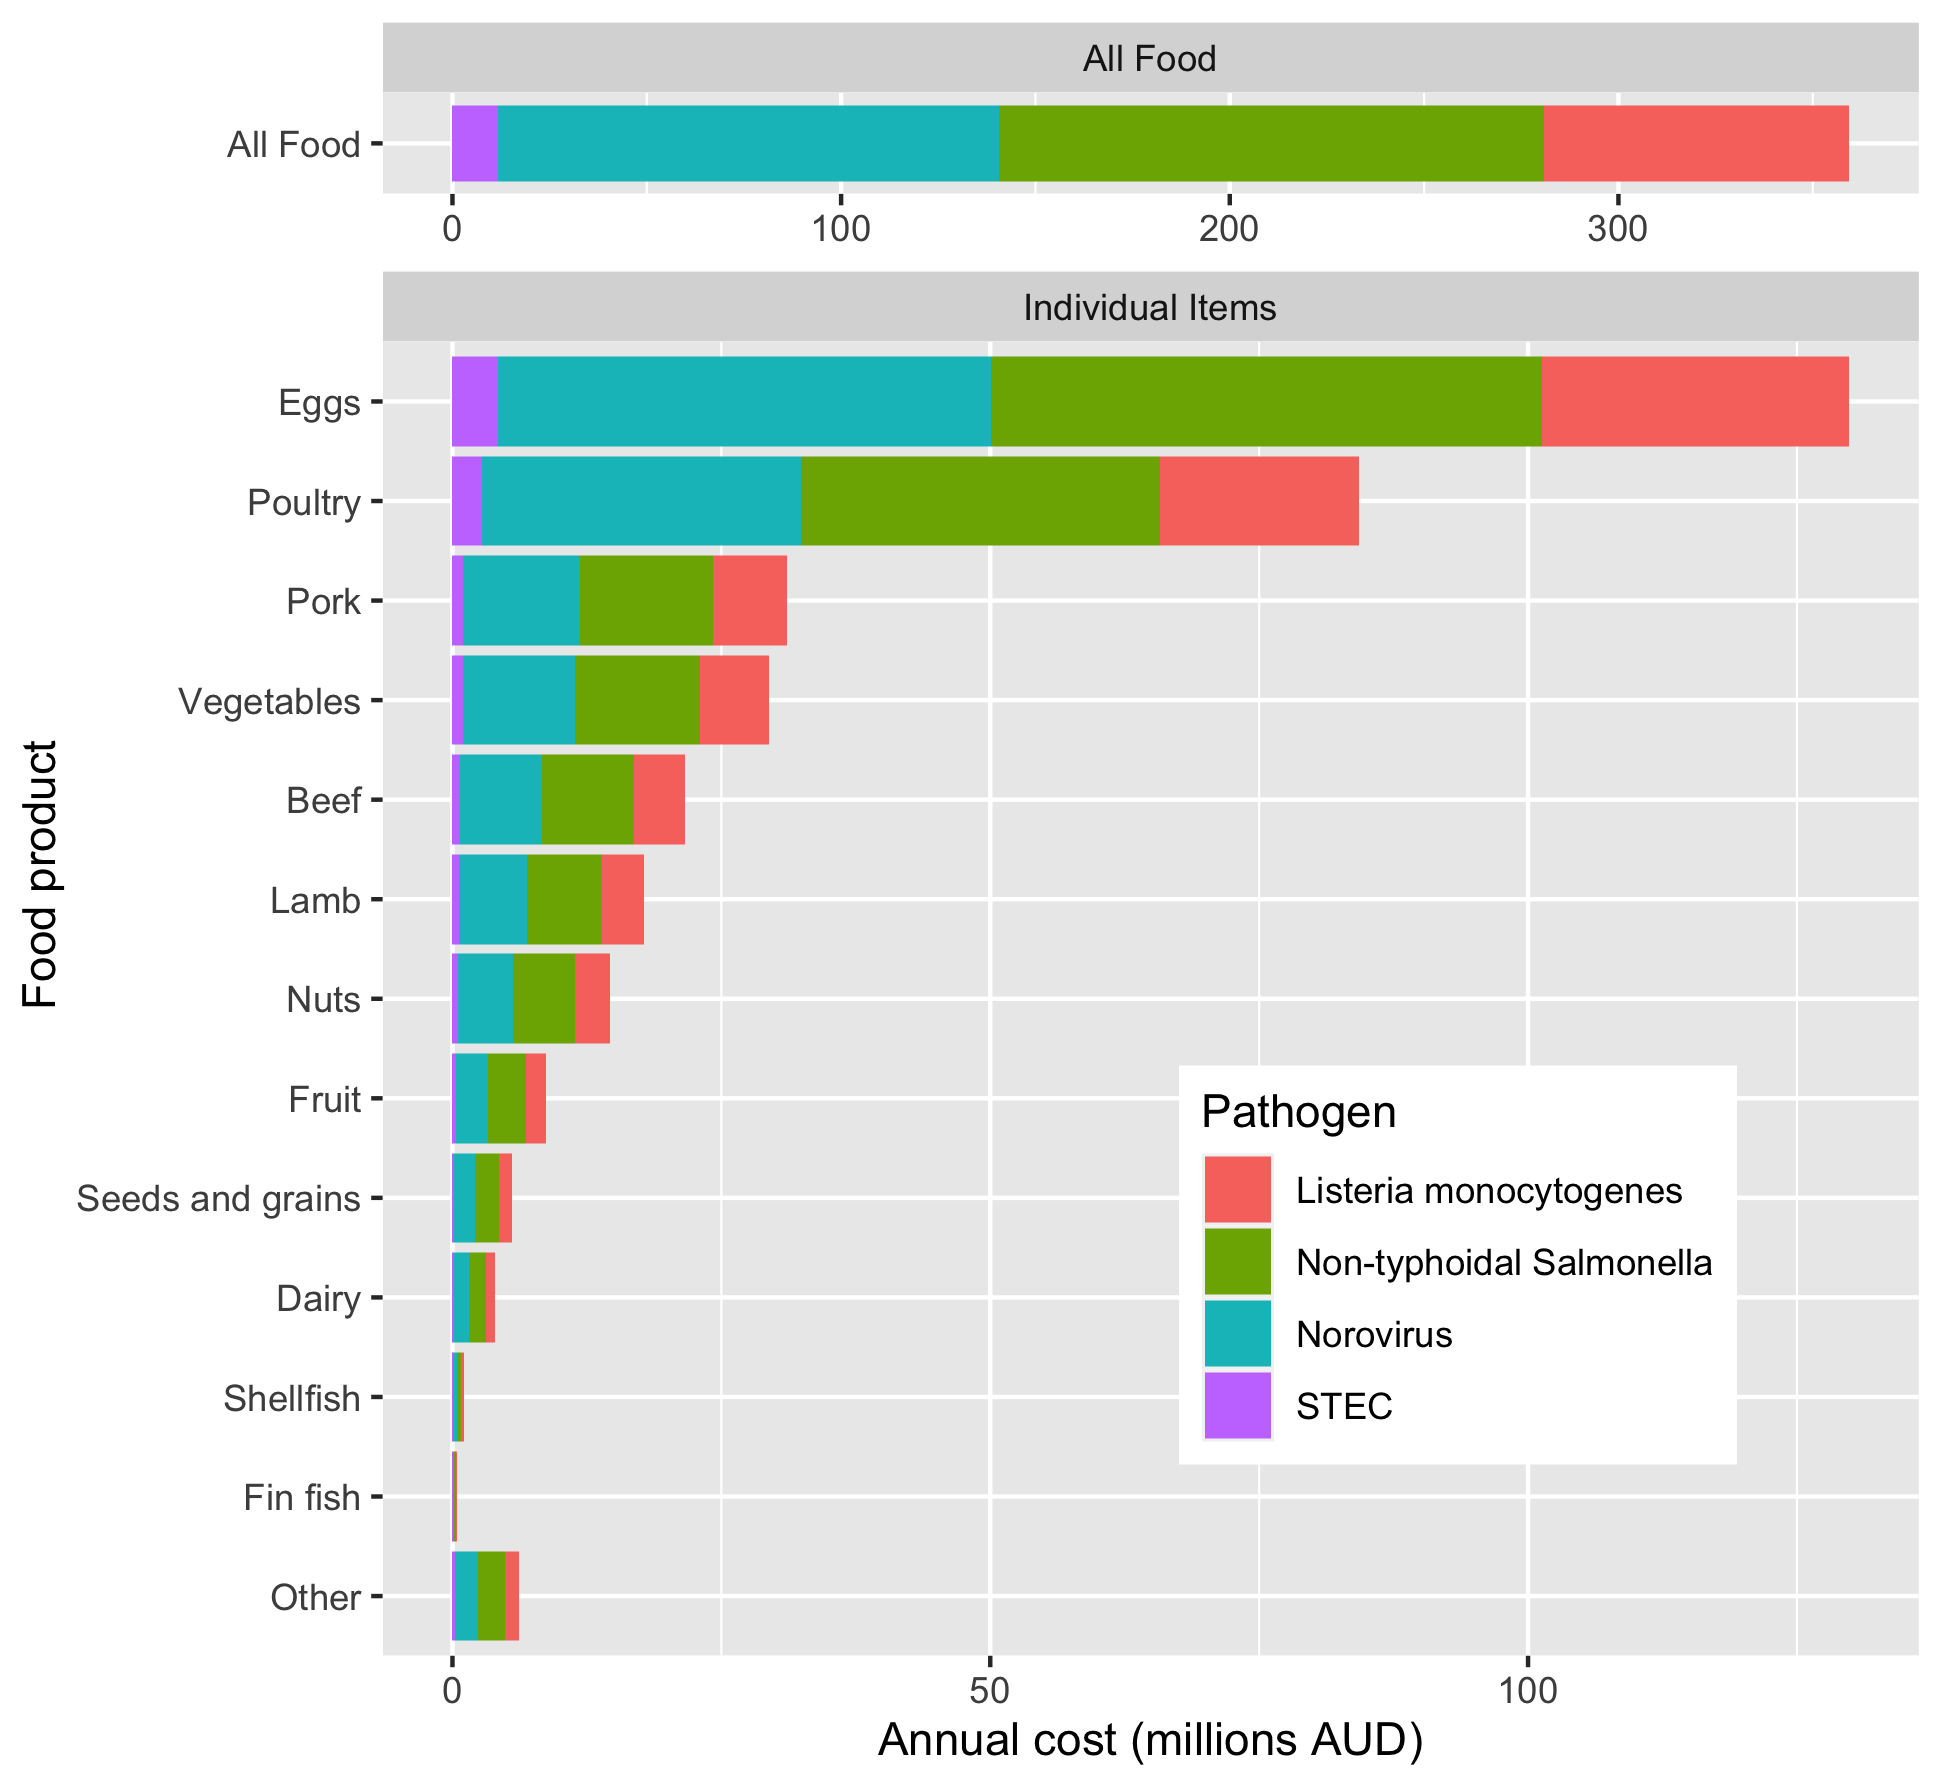 All Food
All Food
0 100 200 300
Individual Items
Eggs
Poultry
Pork
Vegetables
Beef
Lamb
Nuts
Fruit
Seeds and grains
Dairy
Shellfish
Fin fish
Other
Food product
Pathogen
Listeria monocytogenes
Non-typhoidal Salmonella
Norovirus
STEC
0 50 100
Annual cost (millions AUD)